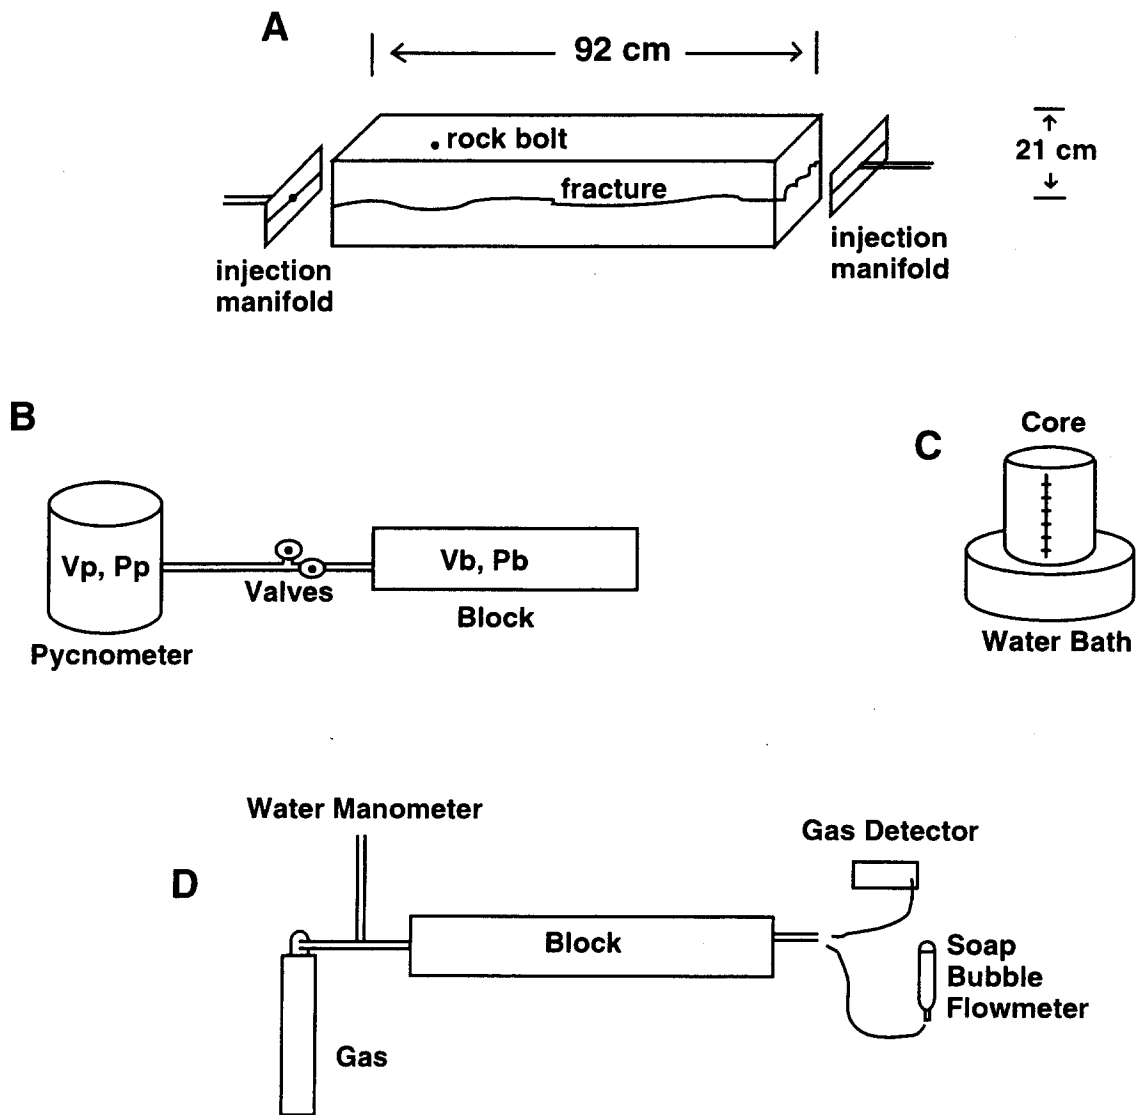 A
92 cm
rock bolt
fracture
21 cm
injection
manifold
injection
manifold
B
Vp, Pp
Valves
Vb, Pb
Block
Pycnometer
C
Core
Water Bath
D
Water Manometer
Gas Detector
Block
Soap
Bubble
Flowmeter
Gas